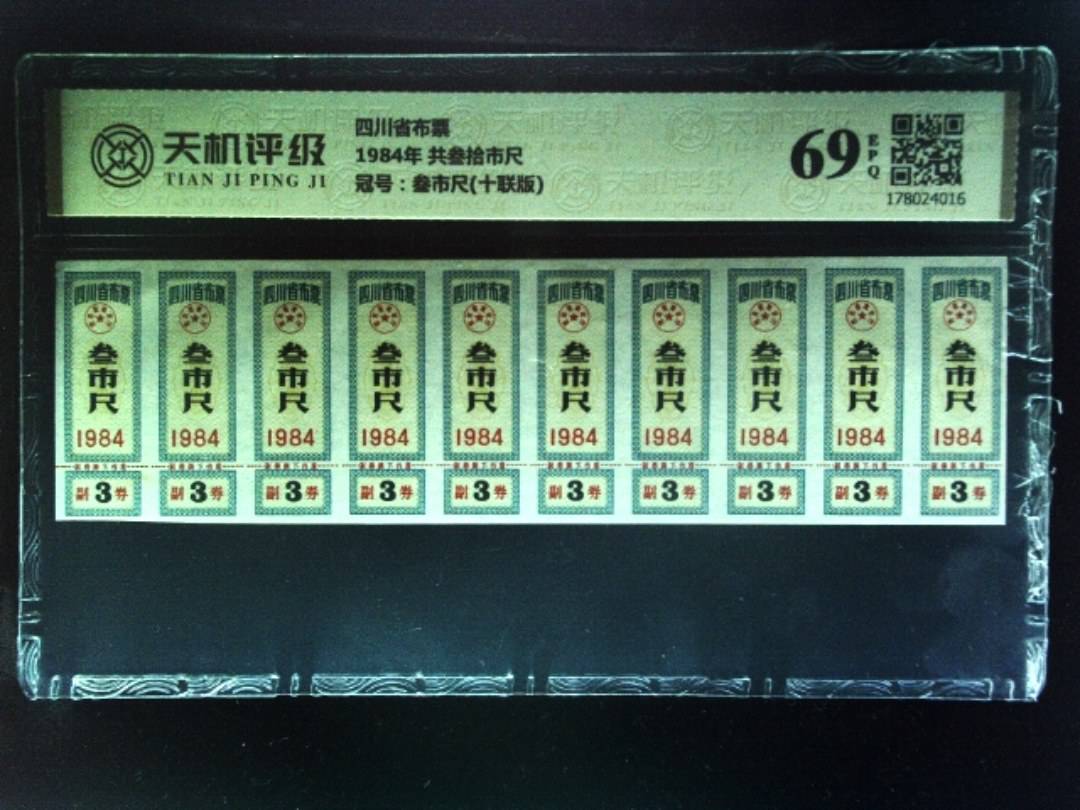 天机评级
TIAN JI PING JI
四川省布票
1984年 共叁拾市尺
冠号：叁市尺(十联版)
69
EPQ
178024016
四川省布票 四川省布票 四川省布票 四川省布票 四川省布票 四川省布票 四川省布票 四川省布票 四川省布票 四川省布票
叁市尺 叁市尺 叁市尺 叁市尺 叁市尺 叁市尺 叁市尺 叁市尺 叁市尺 叁市尺
1984 1984 1984 1984 1984 1984 1984 1984 1984 1984
副3券 副3券 副3券 副3券 副3券 副3券 副3券 副3券 副3券 副3券